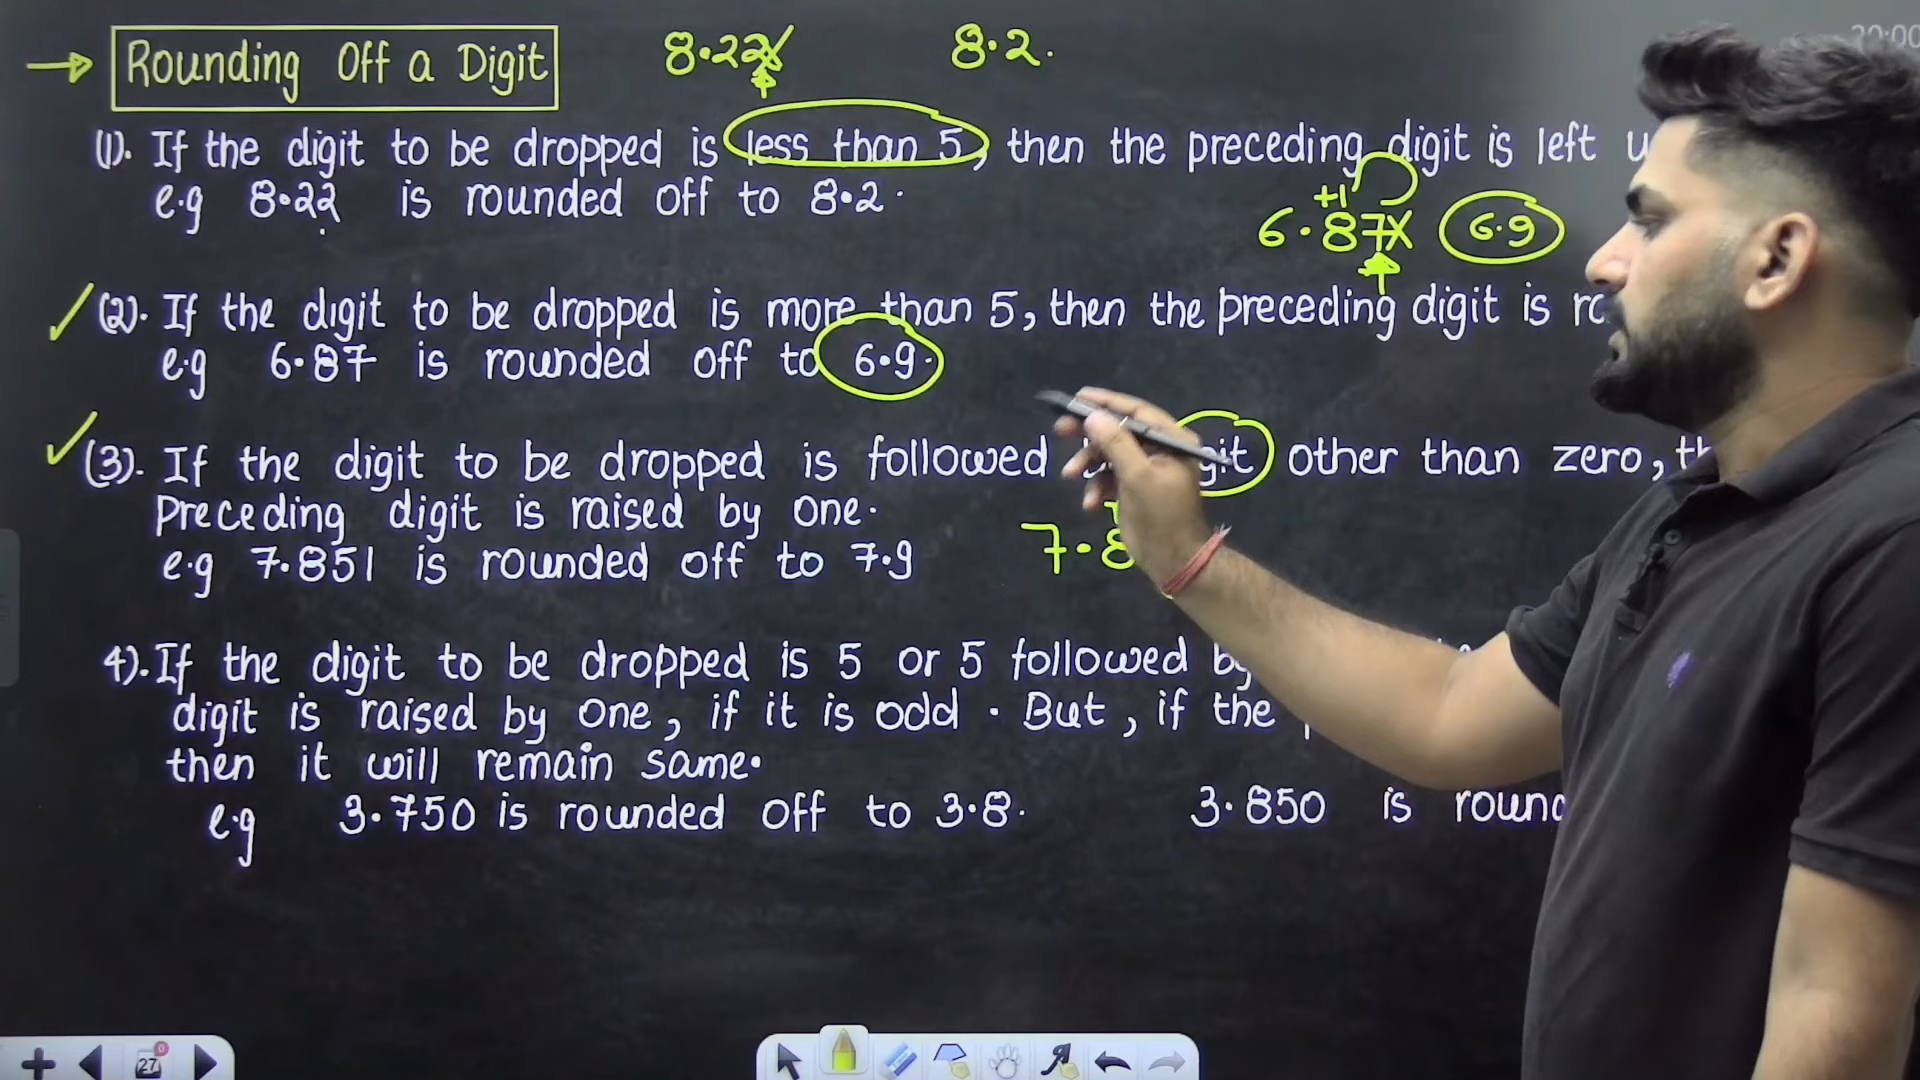 Rounding Off a Digit
8.22 8.2.
(1). If the digit to be dropped is less than 5, then the preceding digit is left
e.g 8.22 is rounded off to 8.2.
+1
6.87 6.9
(2). If the digit to be dropped is more than 5, then the preceding digit is
e.g 6.87 is rounded off to 6.9.
(3). If the digit to be dropped is followed digit other than zero,
Preceding digit is raised by one.
7.8
e.g 7.851 is rounded off to 7.9
4). If the digit to be dropped is 5 or 5 followed by
digit is raised by one, if it is odd. But, if the
then it will remain same.
e.g 3.750 is rounded off to 3.8. 3.850 is
27
0